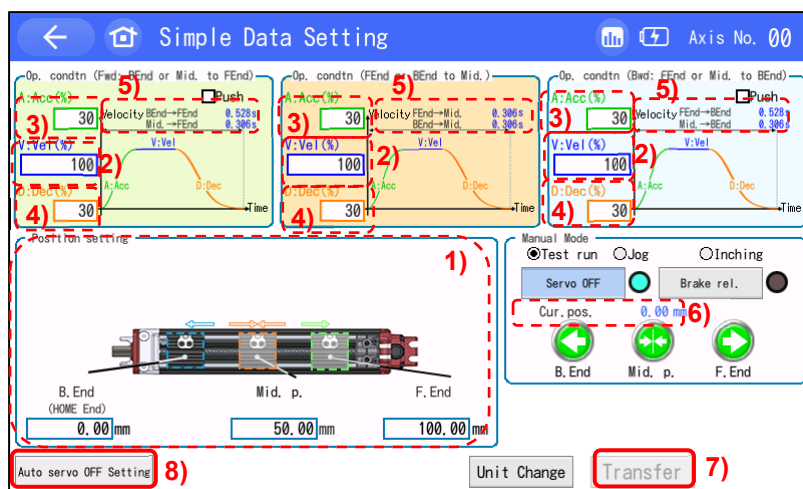 Simple Data Setting
Axis No. 00
Op. condtn (Fwd: BEnd or Mid. to FEnd)
A:Acc(%)
Push
5)
3)
30
Velocity BEnd→FEnd 0.528s
Mid. →FEnd 0.306s
V:Vel(%)
100
2)
V:Vel
A:Acc
D:Dec
D:Dec(%)
4)
30
Time
Op. condtn (FEnd or BEnd to Mid.)
A:Acc(%)
5)
3)
30
Velocity FEnd→Mid. 0.306s
BEnd→Mid. 0.306s
V:Vel(%)
100
2)
V:Vel
A:Acc
D:Dec
D:Dec(%)
4)
30
Time
Op. condtn (Bwd: FEnd or Mid. to BEnd)
A:Acc(%)
Push
5)
3)
30
Velocity FEnd→BEnd 0.528s
Mid. →BEnd 0.306s
V:Vel(%)
100
2)
V:Vel
A:Acc
D:Dec
D:Dec(%)
4)
30
Time
Position setting
1)
B.End
(HOME End)
Mid. p.
F.End
0.00 mm
50.00 mm
100.00 mm
Manual Mode
Test run Jog Inching
Servo OFF
Brake rel.
Cur.pos. 0.00 mm
6)
B.End Mid. p. F.End
Auto servo OFF Setting
8)
Unit Change
Transfer
7)